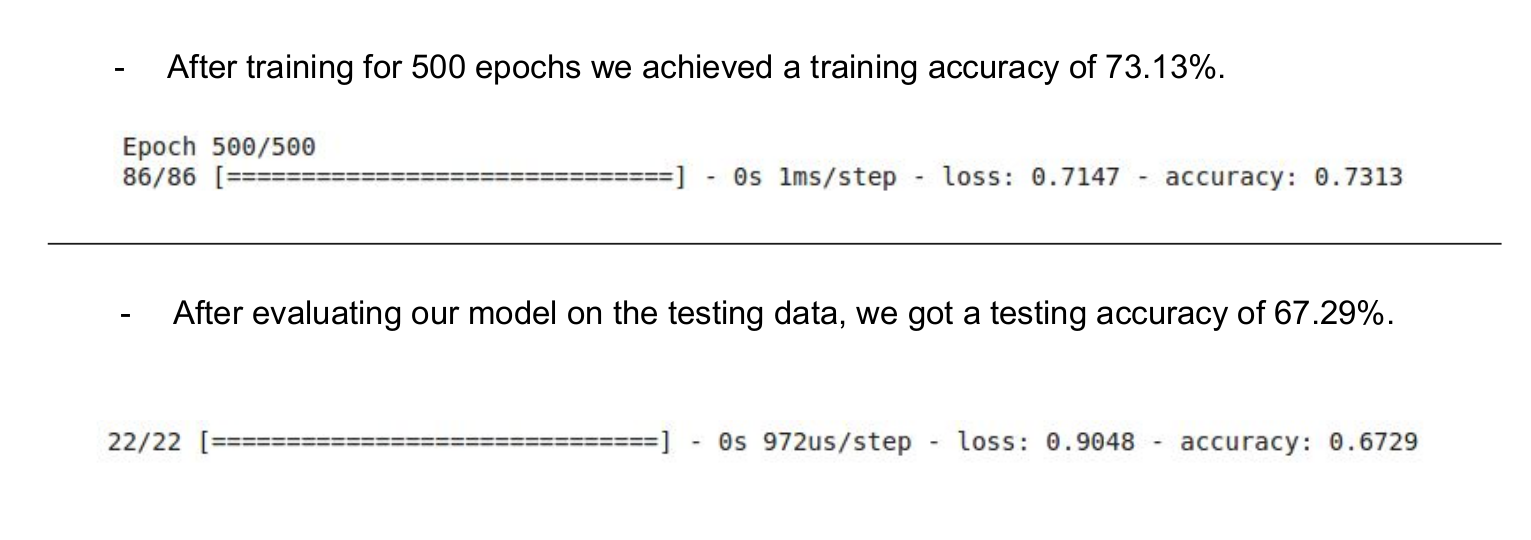 - After training for 500 epochs we achieved a training accuracy of 73.13%.
Epoch 500/500
86/86 [==============================] - 0s 1ms/step - loss: 0.7147 - accuracy: 0.7313
- After evaluating our model on the testing data, we got a testing accuracy of 67.29%.
22/22 [==============================] - 0s 972us/step - loss: 0.9048 - accuracy: 0.6729